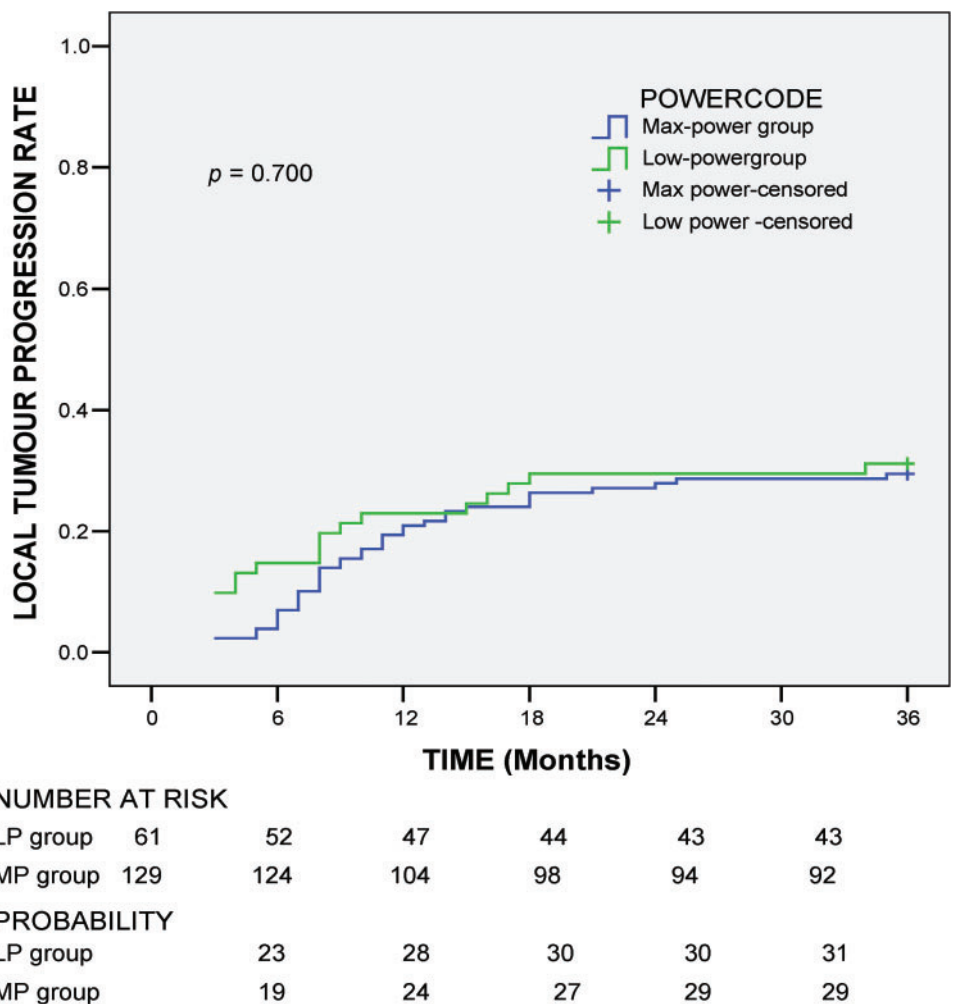 LOCAL TUMOUR PROGRESSION RATE
1.0
0.8
0.6
0.4
0.2
0.0
p = 0.700
POWERCODE
Max-power group
Low-powergroup
Max power-censored
Low power -censored
0 6 12 18 24 30 36
TIME (Months)
NUMBER AT RISK
LP group 61 52 47 44 43 43
MP group 129 124 104 98 94 92
PROBABILITY
LP group 23 28 30 30 31
MP group 19 24 27 29 29